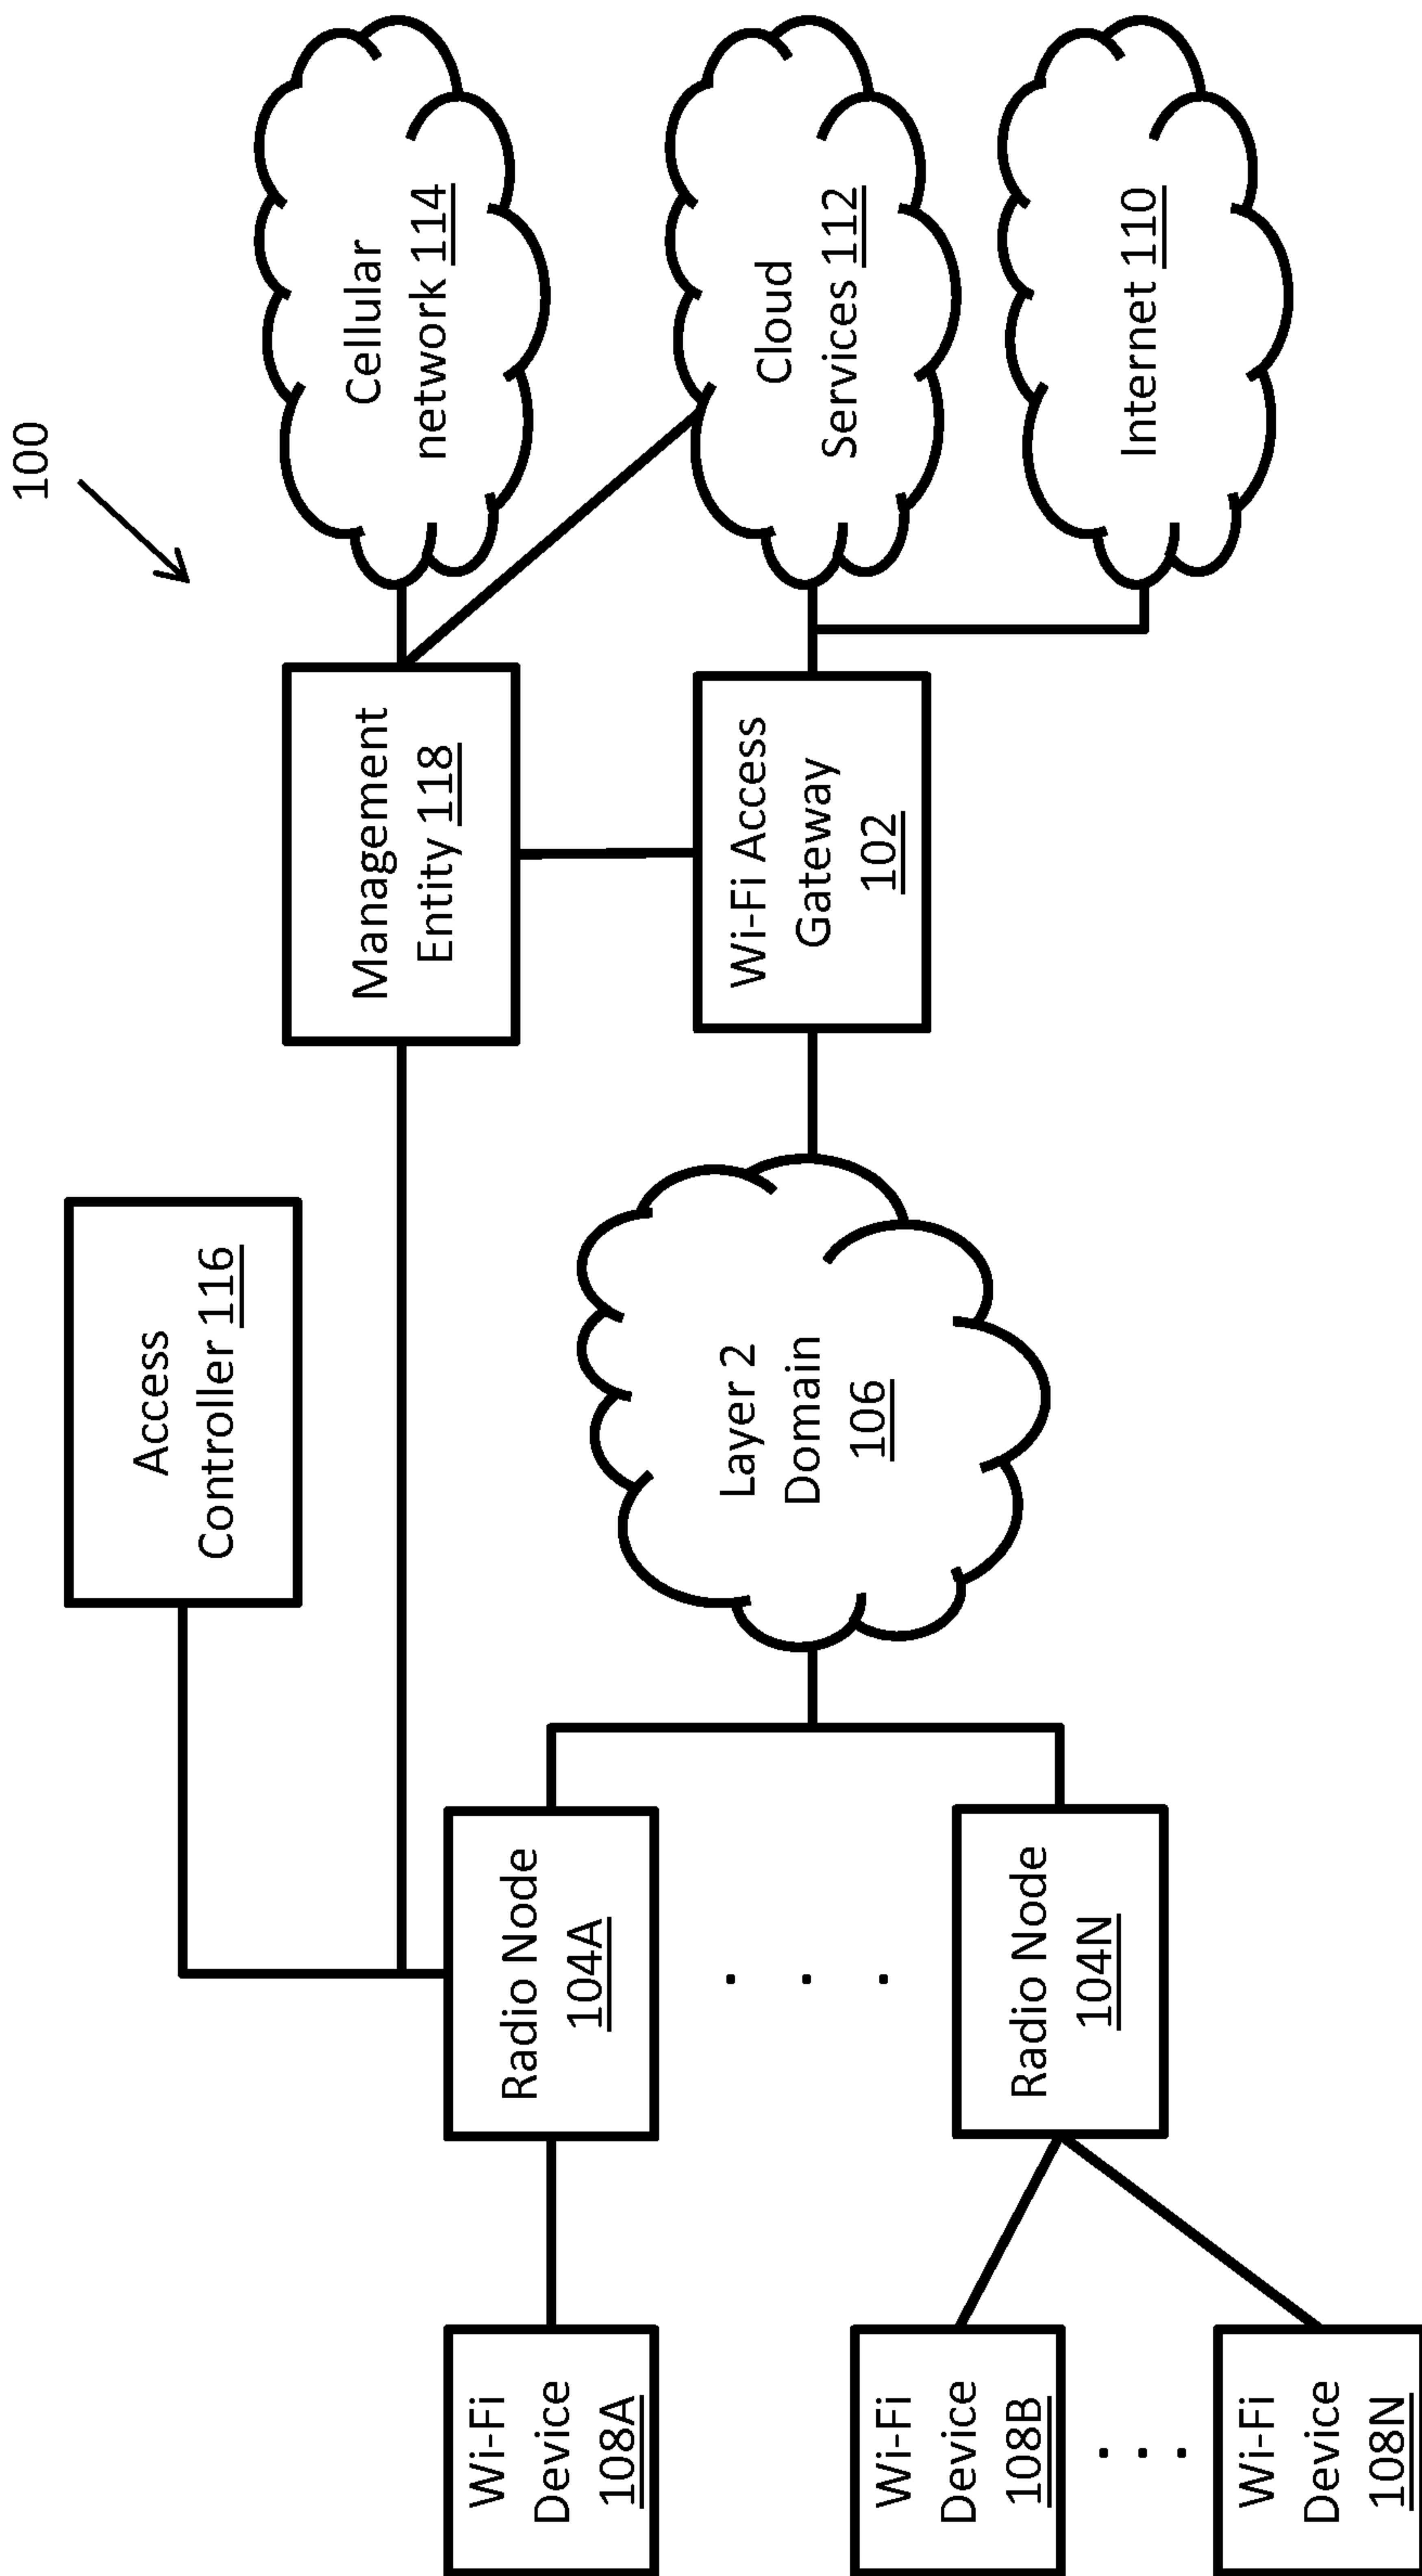 100
Access
Controller 116
Management
Entity 118
Cellular
network 114
Wi-Fi Device
108A
Radio Node
104A
Layer 2
Domain
106
Wi-Fi Access
Gateway
102
Cloud
Services 112
. . .
Wi-Fi
Device
108B
Radio Node
104N
Internet 110
. . .
Wi-Fi
Device
108N